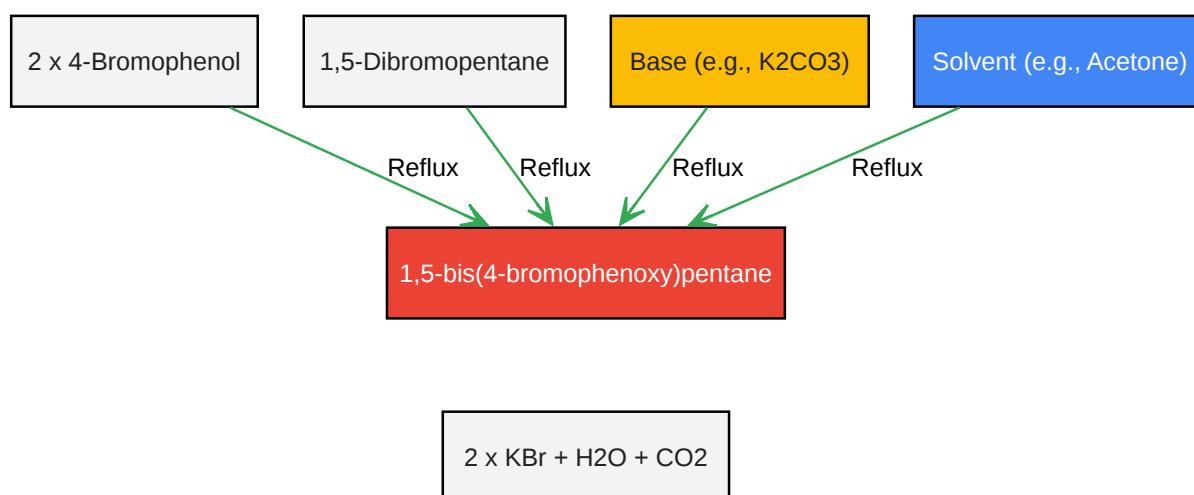 2 x 4-Bromophenol
1,5-Dibromopentane
Base (e.g., K2CO3)
Solvent (e.g., Acetone)
Reflux
Reflux
Reflux
Reflux
1,5-bis(4-bromophenoxy)pentane
2 x KBr + H2O + CO2